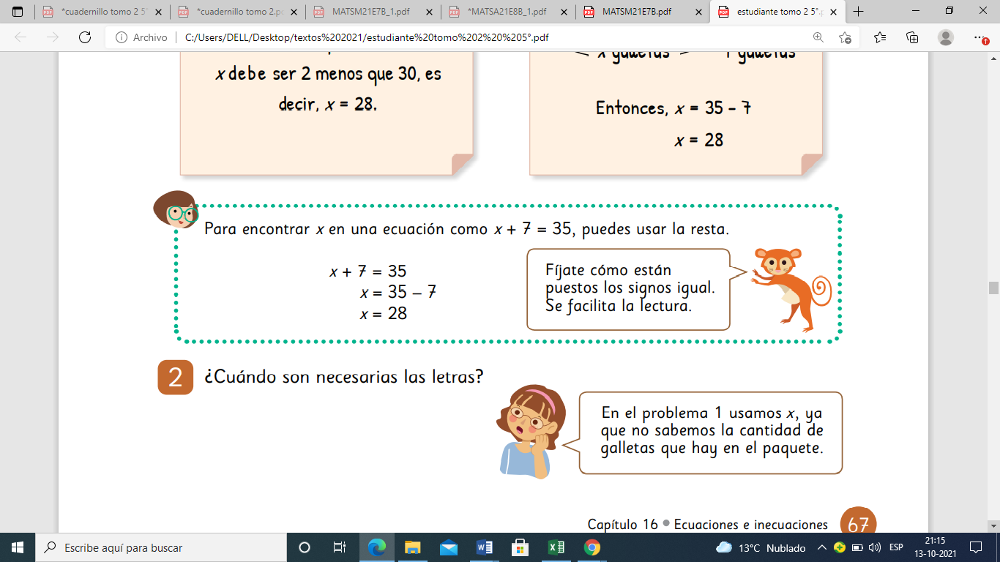 *cuadernillo tomo 2 5°
*cuadernillo tomo 2.p
MATSM21E7B_1.pdf
*MATSA21E8B_1.pdf
MATSM21E7B.pdf
estudiante tomo 2 5°.p
Archivo
C:/Users/DELL/Desktop/textos%202021/estudiante%20tomo%202%20%205°.pdf
x debe ser 2 menos que 30, es
decir, x = 28.
x galletas
7 galletas
Entonces, x = 35 – 7
x = 28
Para encontrar x en una ecuación como x + 7 = 35, puedes usar la resta.
x + 7 = 35
x = 35 – 7
x = 28
Fíjate cómo están
puestos los signos igual.
Se facilita la lectura.
2 ¿Cuándo son necesarias las letras?
En el problema 1 usamos x, ya
que no sabemos la cantidad de
galletas que hay en el paquete.
Capítulo 16 • Ecuaciones e inecuaciones 67
Escribe aquí para buscar
13°C Nublado
ESP
21:15
13-10-2021